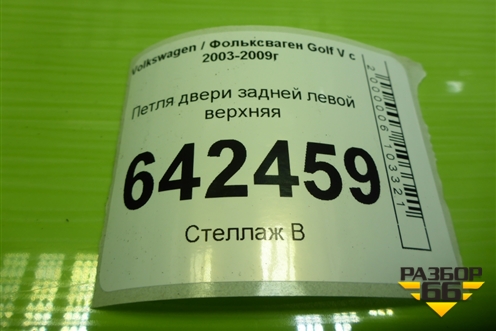 Volkswagen / Фольксваген Golf V с
2003-2009г
Петля двери задней левой
верхняя
642459
Стеллаж В
2000006103321
РАЗБОР
66